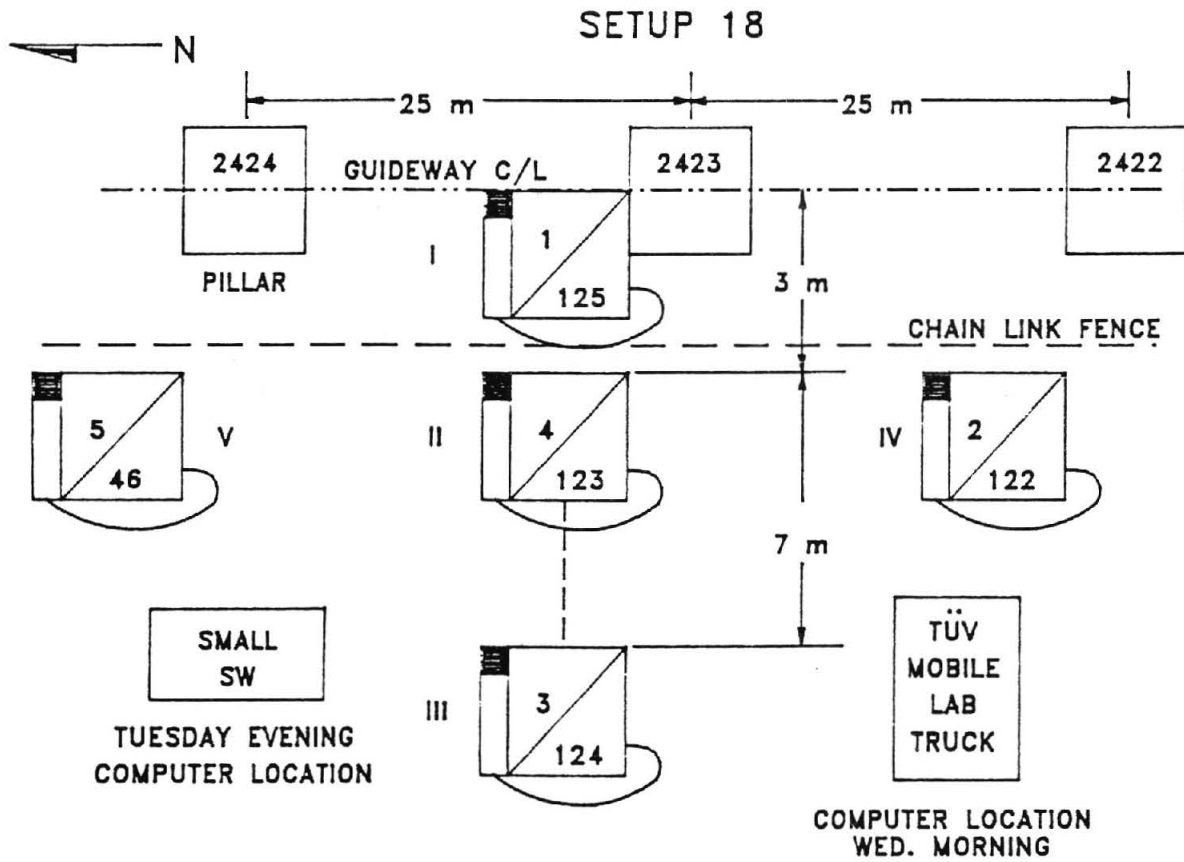 SETUP 18
N
25 m 25 m
2424 2423 2422
GUIDEWAY C/L
1
I
125
PILLAR
3 m
CHAIN LINK FENCE
5 V II 4 IV 2
46 123 122
7 m
SMALL
SW
TUESDAY EVENING
COMPUTER LOCATION
III
3
124
TÜV
MOBILE
LAB
TRUCK
COMPUTER LOCATION
WED. MORNING